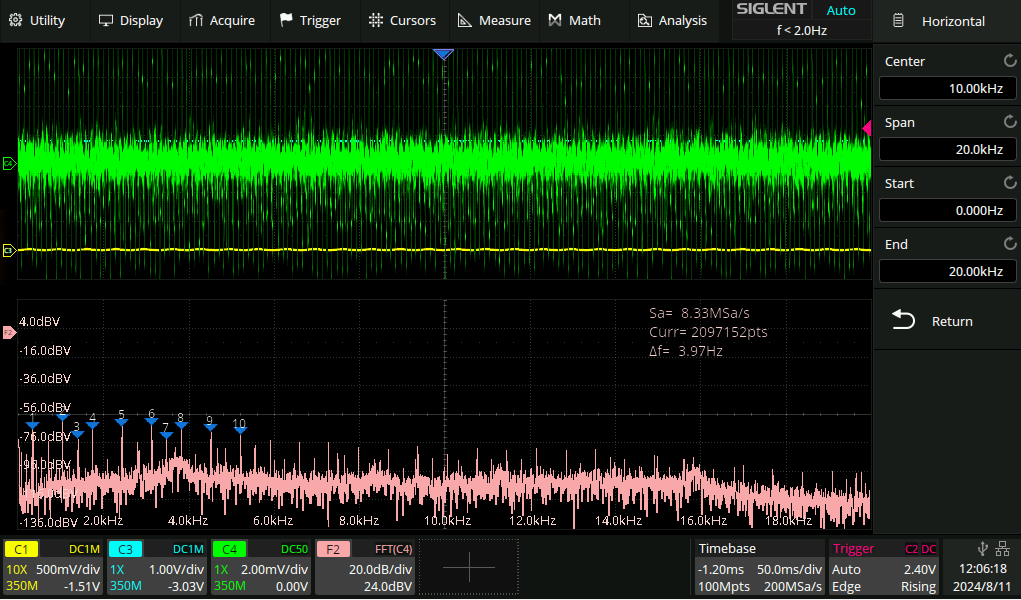 Utility Display Acquire Trigger Cursors Measure Math Analysis
SIGLENT Auto
f < 2.0Hz
Horizontal
Center
10.00kHz
Span
20.0kHz
Start
0.000Hz
End
20.00kHz
Return
C4
C3
F2
Sa= 8.33MSa/s
Curr= 2097152pts
Δf= 3.97Hz
4.0dBV
-16.0dBV
-36.0dBV
-56.0dBV
1 2 3 4 5 6 7 8 9 10
-76.0dBV
-96.0dBV
-136.0dBV 2.0kHz 4.0kHz 6.0kHz 8.0kHz 10.0kHz 12.0kHz 14.0kHz 16.0kHz 18.0kHz
C1 DC1M
10X 500mV/div
350M -1.51V
C3 DC1M
1X 1.00V/div
350M -3.03V
C4 DC50
1X 2.00mV/div
350M 0.00V
F2 FFT(C4)
20.0dB/div
24.0dBV
Timebase
-1.20ms 50.0ms/div
100Mpts 200MSa/s
Trigger C2 DC
Auto 2.40V
Edge Rising
12:06:18
2024/8/11